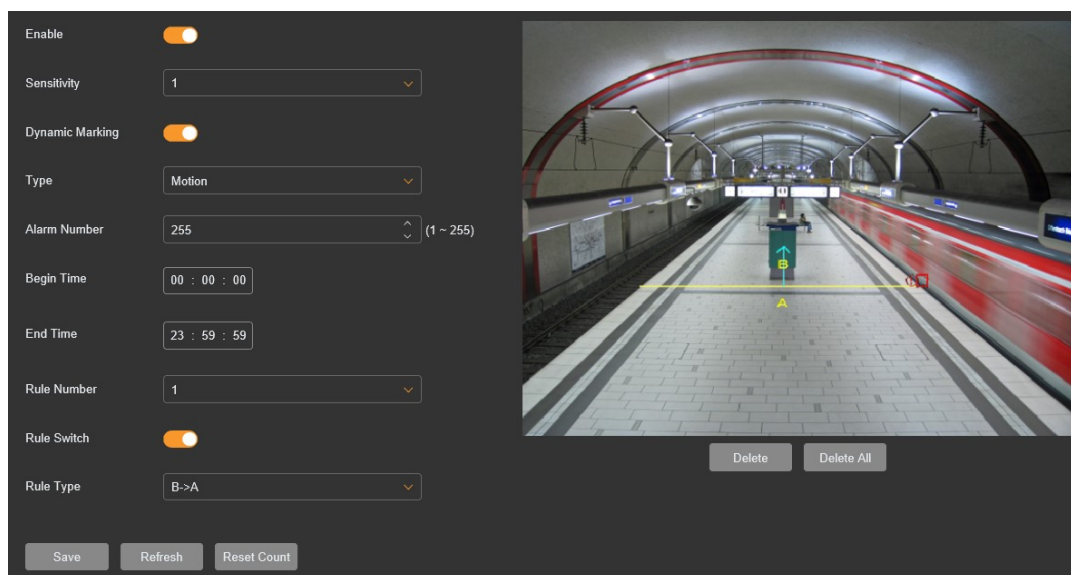 Enable
Sensitivity 1
Dynamic Marking
Type Motion
Alarm Number 255 (1 ~ 255)
Begin Time 00 : 00 : 00
End Time 23 : 59 : 59
Rule Number 1
Rule Switch
Rule Type B->A
Save Refresh Reset Count
B
A
Delete Delete All